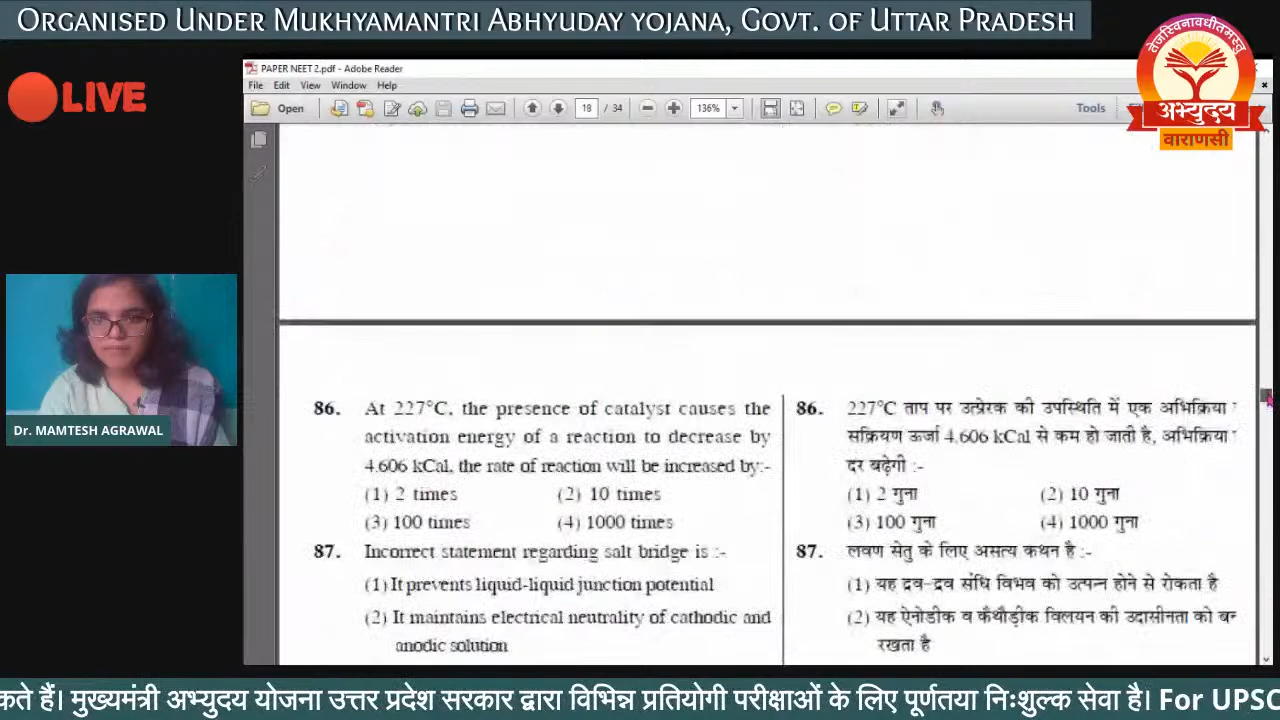 ORGANISED UNDER MUKHYAMANTRI ABHYUDAY YOJANA, GOVT. OF UTTAR PRADESH
तेजस्विनावधीतमस्तु
अभ्युदय
वाराणसी
LIVE
PAPER NEET 2.pdf - Adobe Reader
File Edit View Window Help
Open 18 / 34 136% Tools
Dr. MAMTESH AGRAWAL
86. At 227°C, the presence of catalyst causes the
activation energy of a reaction to decrease by
4.606 kCal, the rate of reaction will be increased by:-
(1) 2 times (2) 10 times
(3) 100 times (4) 1000 times
87. Incorrect statement regarding salt bridge is :-
(1) It prevents liquid-liquid junction potential
(2) It maintains electrical neutrality of cathodic and
anodic solution
86. 227°C ताप पर उत्प्रेरक की उपस्थिति में एक अभिक्रिया
सक्रियण ऊर्जा 4.606 kCal से कम हो जाती है, अभिक्रिया
दर बढ़ेगी :-
(1) 2 गुना (2) 10 गुना
(3) 100 गुना (4) 1000 गुना
87. लवण सेतु के लिए असत्य कथन है :-
(1) यह द्रव-द्रव संधि विभव को उत्पन्न होने से रोकता है
(2) यह ऐनोडीक व कैथौड़ीक विलयन की उदासीनता को
रखता है
कते हैं। मुख्यमंत्री अभ्युदय योजना उत्तर प्रदेश सरकार द्वारा विभिन्न प्रतियोगी परीक्षाओं के लिए पूर्णतया निःशुल्क सेवा है। For UPSC